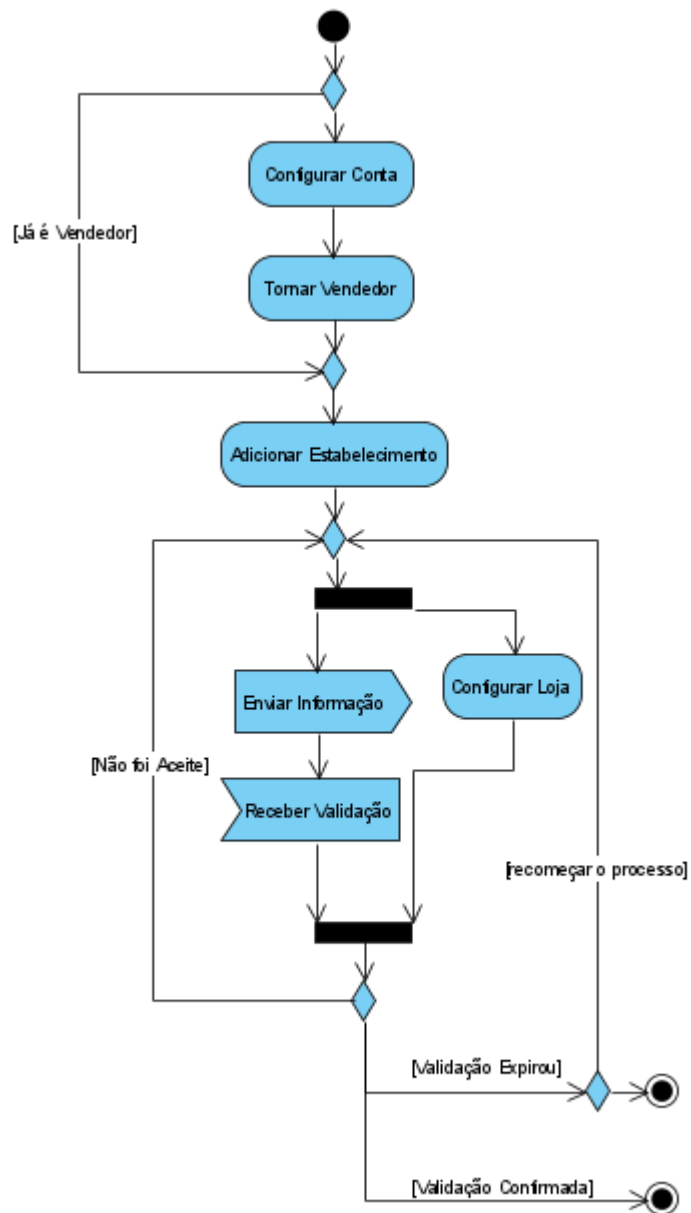 Configurar Conta
[Já é Vendedor]
Tornar Vendedor
Adicionar Estabelecimento
Enviar Informação
Configurar Loja
[Não foi Aceite]
Receber Validação
[recomeçar o processo]
[Validação Expirou]
[Validação Confirmada]